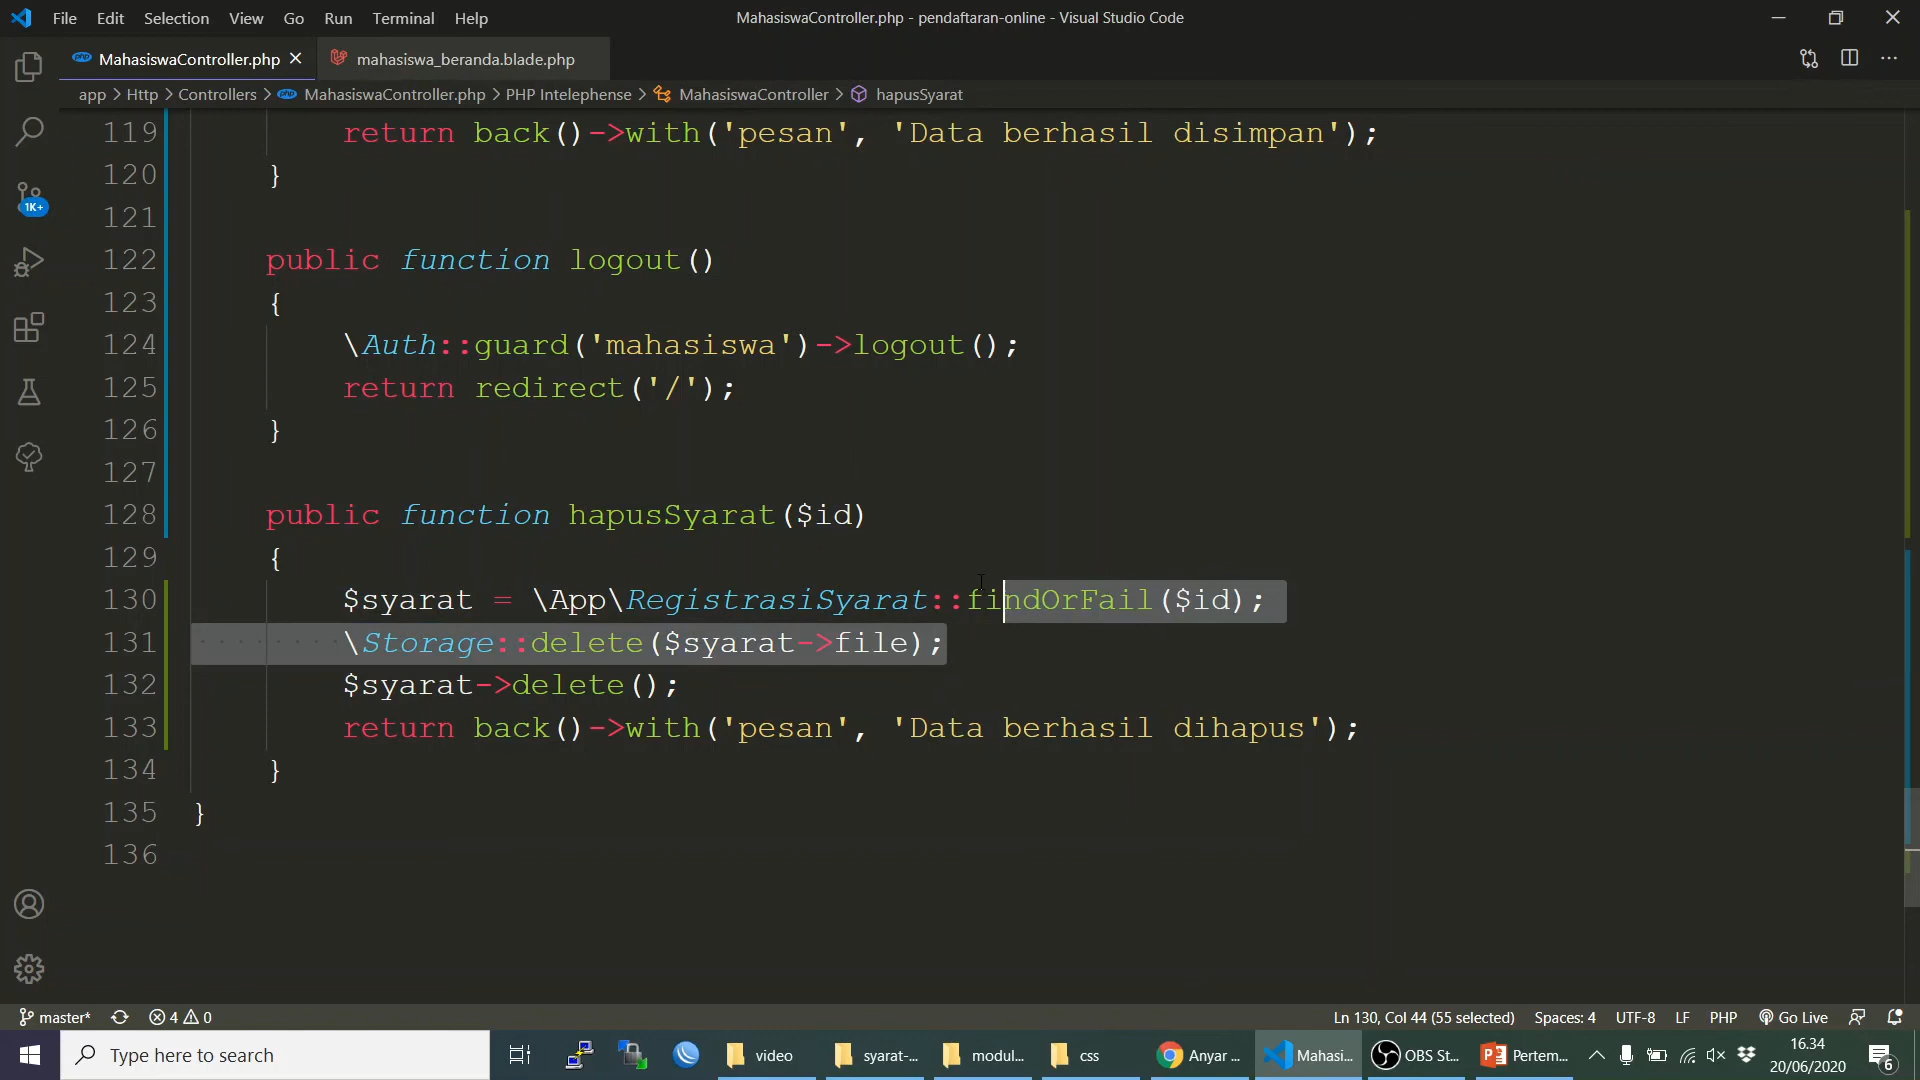 File Edit Selection View Go Run Terminal Help
MahasiswaController.php - pendaftaran-online - Visual Studio Code
MahasiswaController.php
mahasiswa_beranda.blade.php
app > Http > Controllers > MahasiswaController.php > PHP Intelephense > MahasiswaController > hapusSyarat
119 return back()->with('pesan', 'Data berhasil disimpan');
120 }
121
122 public function logout()
123 {
124 \Auth::guard('mahasiswa')->logout();
125 return redirect('/');
126 }
127
128 public function hapusSyarat($id)
129 {
130 $syarat = \App\RegistrasiSyarat::findOrFail($id);
131 \Storage::delete($syarat->file);
132 $syarat->delete();
133 return back()->with('pesan', 'Data berhasil dihapus');
134 }
135 }
136
1K+
master* 4 0
Ln 130, Col 44 (55 selected) Spaces: 4 UTF-8 LF PHP Go Live
Type here to search
video
syarat-...
modul...
css
Anyar ...
Mahasi...
OBS St...
Pertem...
16.34
20/06/2020
6